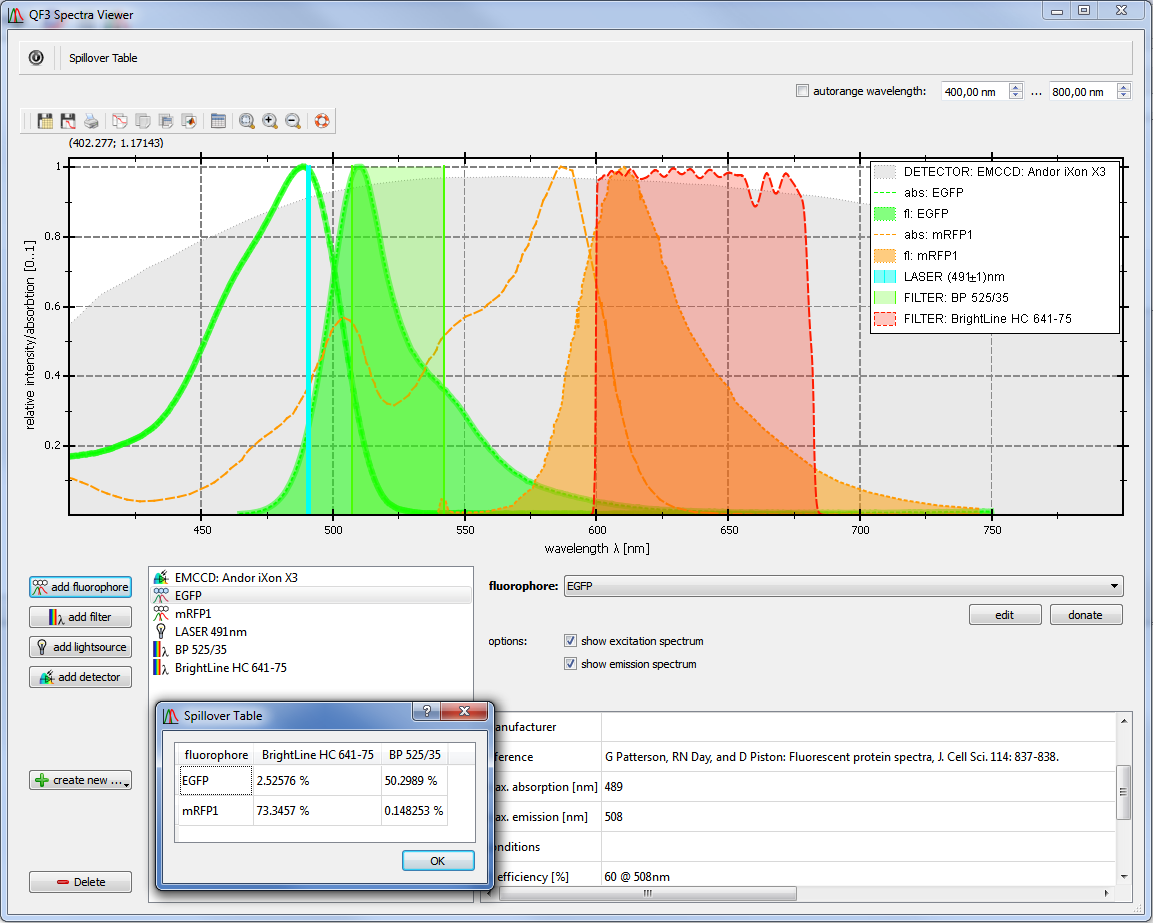 QF3 Spectra Viewer
Spillover Table
autorange wavelength: 400,00 nm ... 800,00 nm
(402.277; 1.17143)
1
0.8
0.6
0.4
0.2
relative intensity/absorbtion [0..1]
450 500 550 600 650 700 750
wavelength λ [nm]
DETECTOR: EMCCD: Andor iXon X3
abs: EGFP
fl: EGFP
abs: mRFP1
fl: mRFP1
LASER (491±1)nm
FILTER: BP 525/35
FILTER: BrightLine HC 641-75
add fluorophore
add filter
add lightsource
add detector
create new ...
Delete
EMCCD: Andor iXon X3
EGFP
mRFP1
LASER 491nm
BP 525/35
BrightLine HC 641-75
fluorophore: EGFP
edit donate
options: show excitation spectrum
show emission spectrum
anufacturer
ference G Patterson, RN Day, and D Piston: Fluorescent protein spectra, J. Cell Sci. 114: 837-838.
ax. absorption [nm] 489
ax. emission [nm] 508
onditions
efficiency [%] 60 @ 508nm
Spillover Table
fluorophore BrightLine HC 641-75 BP 525/35
EGFP 2.52576 % 50.2989 %
mRFP1 73.3457 % 0.148253 %
OK